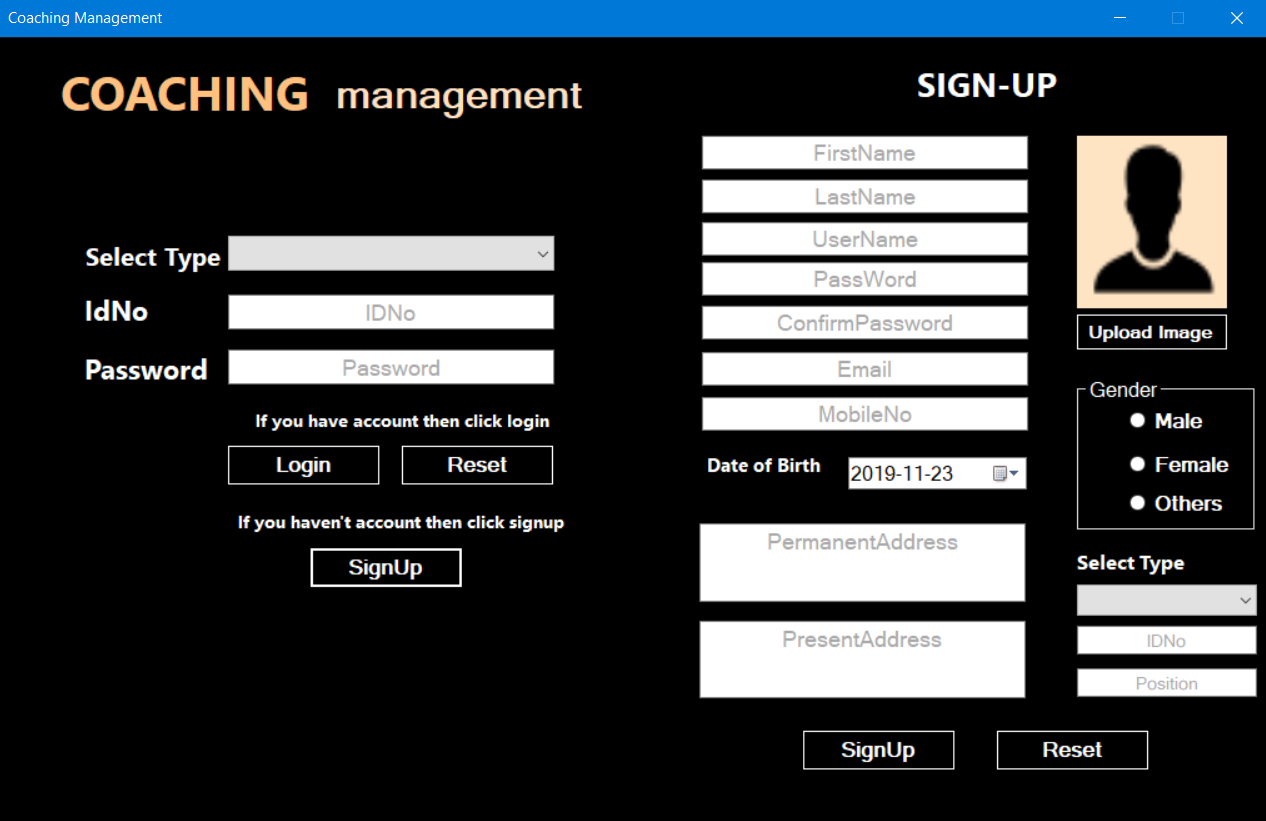 Coaching Management
COACHING management
Select Type
IdNo
IDNo
Password
Password
If you have account then click login
Login
Reset
If you haven't account then click signup
SignUp
SIGN-UP
FirstName
LastName
UserName
PassWord
ConfirmPassword
Email
MobileNo
Date of Birth
2019-11-23
PermanentAddress
PresentAddress
Upload Image
Gender
Male
Female
Others
Select Type
IDNo
Position
SignUp
Reset